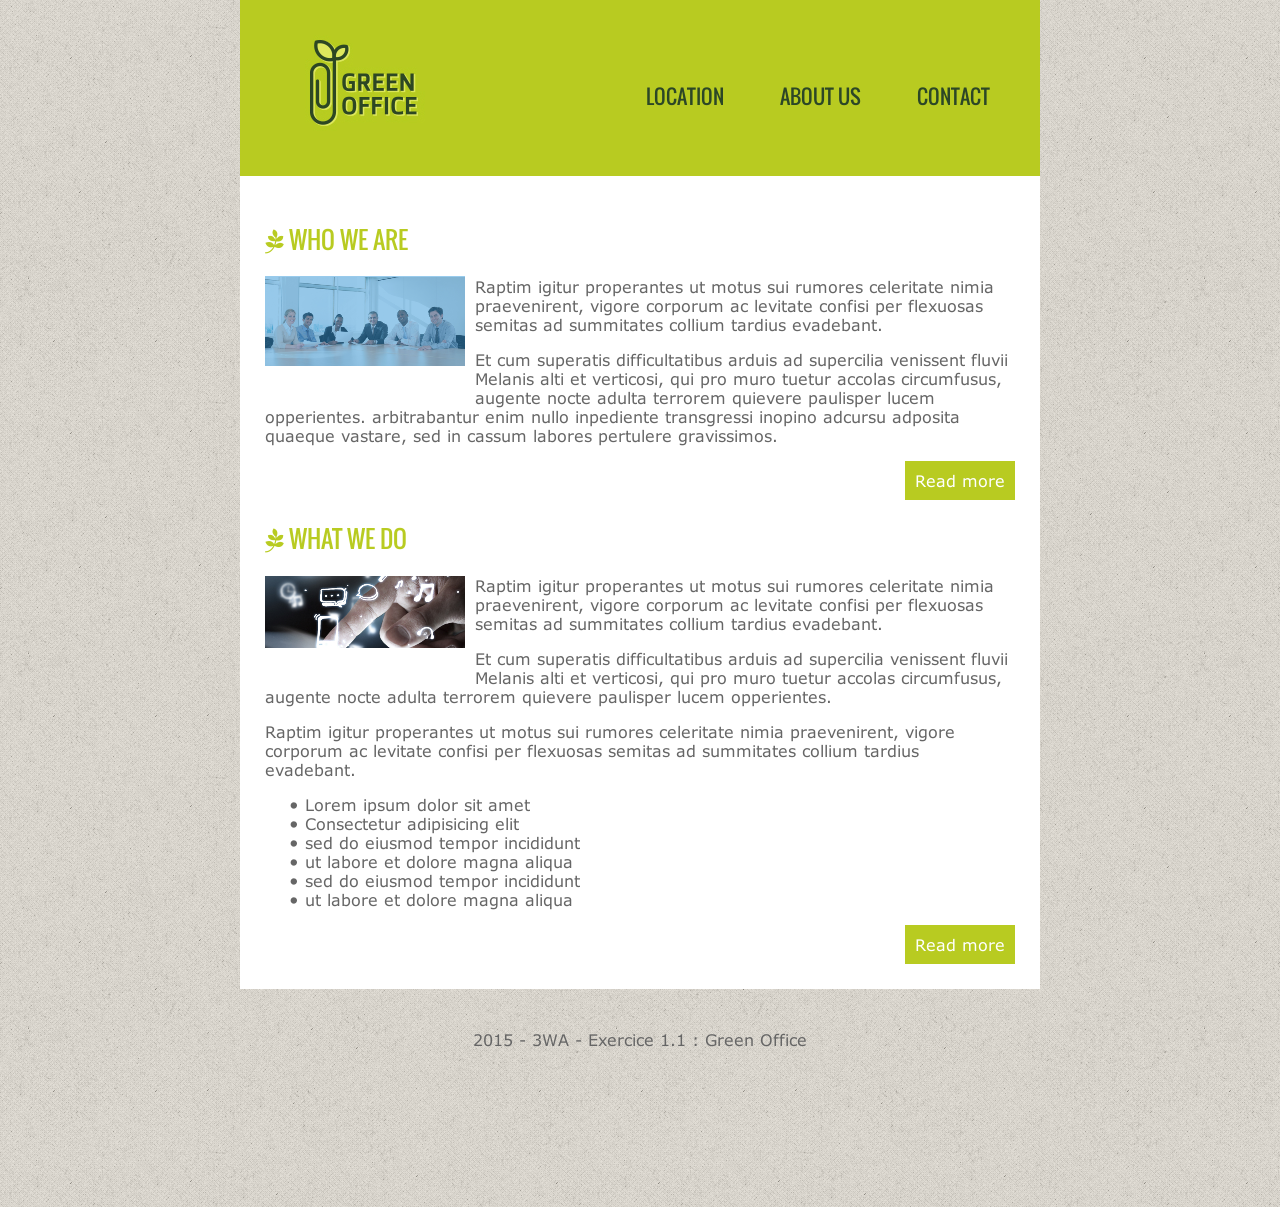 GREEN
OFFICE
LOCATION ABOUT US CONTACT
WHO WE ARE
Raptim igitur properantes ut motus sui rumores celeritate nimia
praevenirent, vigore corporum ac levitate confisi per flexuosas
semitas ad summitates collium tardius evadebant.
Et cum superatis difficultatibus arduis ad supercilia venissent fluvii
Melanis alti et verticosi, qui pro muro tuetur accolas circumfusus,
augente nocte adulta terrorem quievere paulisper lucem
opperientes. arbitrabantur enim nullo inpediente transgressi inopino adcursu adposita
quaeque vastare, sed in cassum labores pertulere gravissimos.
Read more
WHAT WE DO
Raptim igitur properantes ut motus sui rumores celeritate nimia
praevenirent, vigore corporum ac levitate confisi per flexuosas
semitas ad summitates collium tardius evadebant.
Et cum superatis difficultatibus arduis ad supercilia venissent fluvii
Melanis alti et verticosi, qui pro muro tuetur accolas circumfusus,
augente nocte adulta terrorem quievere paulisper lucem opperientes.
Raptim igitur properantes ut motus sui rumores celeritate nimia praevenirent, vigore
corporum ac levitate confisi per flexuosas semitas ad summitates collium tardius
evadebant.
• Lorem ipsum dolor sit amet
• Consectetur adipisicing elit
• sed do eiusmod tempor incididunt
• ut labore et dolore magna aliqua
• sed do eiusmod tempor incididunt
• ut labore et dolore magna aliqua
Read more
2015 - 3WA - Exercice 1.1 : Green Office